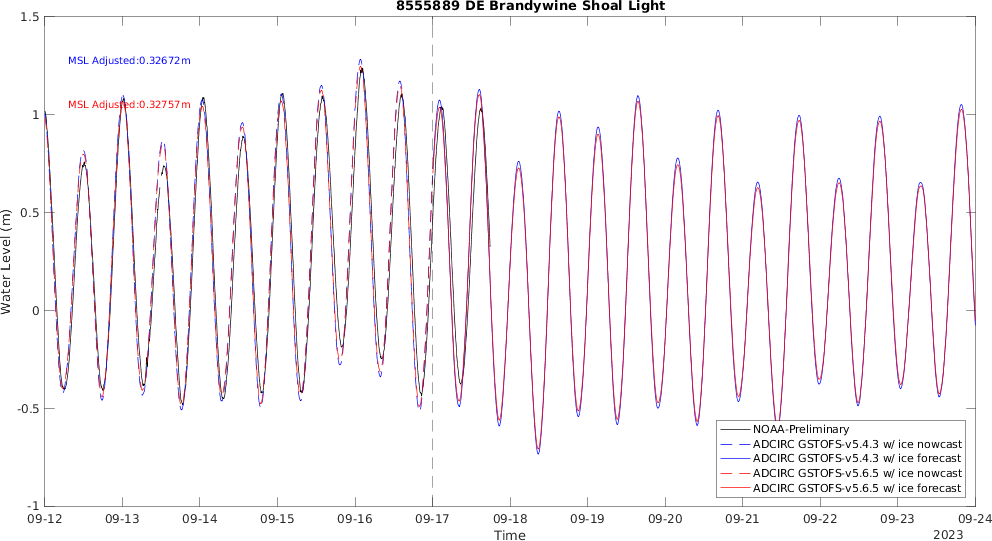 8555889 DE Brandywine Shoal Light
MSL Adjusted:0.32672m
MSL Adjusted:0.32757m
Water Level (m)
1.5
1
0.5
0
-0.5
-1
NOAA-Preliminary
ADCIRC GSTOFS-v5.4.3 w/ ice nowcast
ADCIRC GSTOFS-v5.4.3 w/ ice forecast
ADCIRC GSTOFS-v5.6.5 w/ ice nowcast
ADCIRC GSTOFS-v5.6.5 w/ ice forecast
09-12 09-13 09-14 09-15 09-16 09-17 09-18 09-19 09-20 09-21 09-22 09-23 09-24
Time
2023